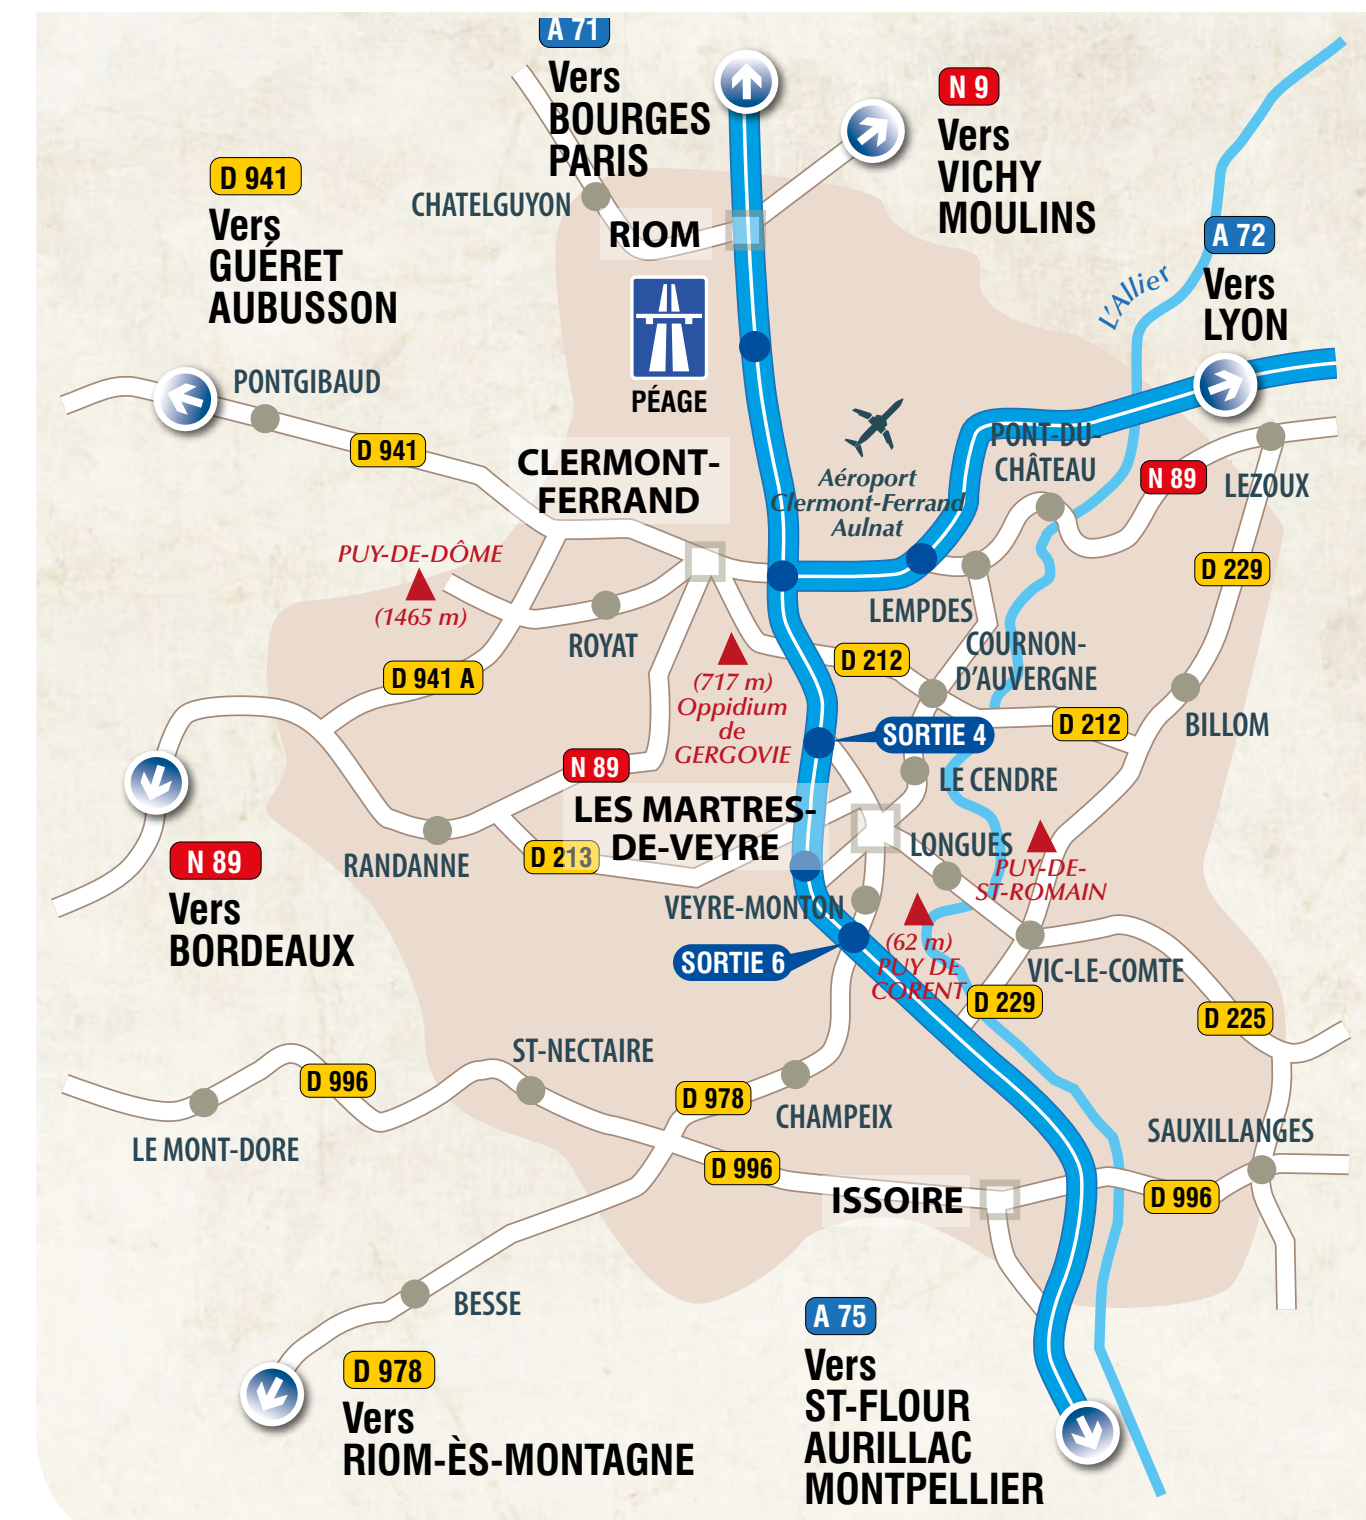 A 71
Vers
BOURGES
PARIS
N 9
Vers
VICHY
MOULINS
D 941
Vers
GUÉRET
AUBUSSON
CHATELGUYON
RIOM
A 72
Vers
LYON
L'Allier
PÉAGE
PONTGIBAUD
D 941
CLERMONT-
FERRAND
Aéroport
Clermont-Ferrand
Aulnat
PONT-DU-
CHÂTEAU
N 89
LEZOUX
PUY-DE-DÔME
(1465 m)
D 229
ROYAT
LEMPDES
COURNON-
D'AUVERGNE
D 212
D 941 A
(717 m)
Oppidium
de
GERGOVIE
SORTIE 4
D 212
BILLOM
N 89
LE CENDRE
LES MARTRES-
DE-VEYRE
D 213
RANDANNE
LONGUES
PUY-DE-
ST-ROMAIN
N 89
Vers
BORDEAUX
VEYRE-MONTON
SORTIE 6
(62 m)
PUY DE
CORENT
VIC-LE-COMTE
D 229
D 225
ST-NECTAIRE
D 996
D 978
CHAMPEIX
LE MONT-DORE
SAUXILLANGES
D 996
ISSOIRE
D 996
BESSE
D 978
Vers
RIOM-ÈS-MONTAGNE
A 75
Vers
ST-FLOUR
AURILLAC
MONTPELLIER